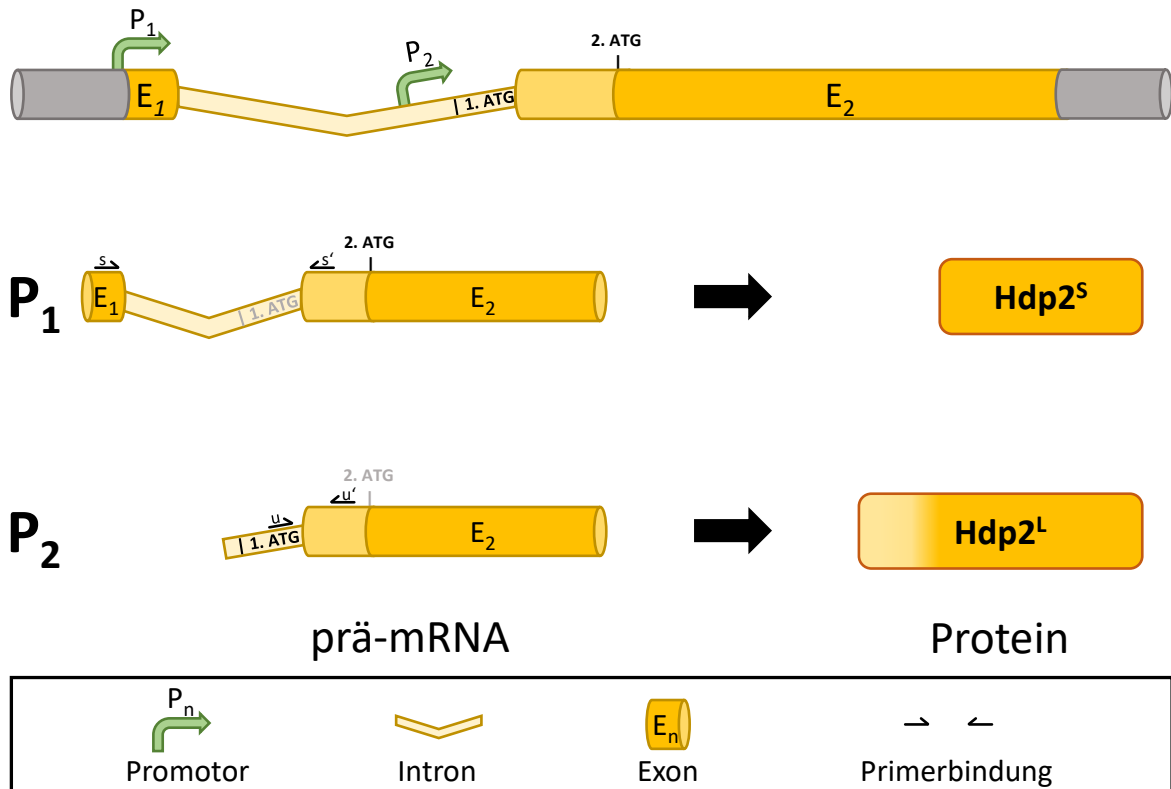 P1
P2
2. ATG
E1
| 1. ATG
E2
2. ATG
s
s‘
P1
E1
| 1. ATG
E2
Hdp2S
2. ATG
u‘
u
P2
| 1. ATG
E2
Hdp2L
prä-mRNA
Protein
Pn
En
Promotor
Intron
Exon
Primerbindung